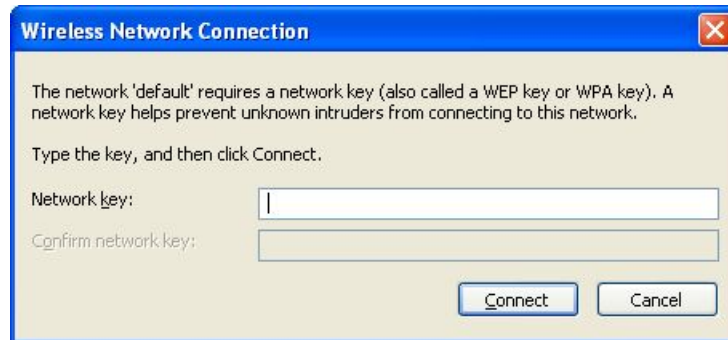 Wireless Network Connection
The network 'default' requires a network key (also called a WEP key or WPA key). A
network key helps prevent unknown intruders from connecting to this network.
Type the key, and then click Connect.
Network key:
Confirm network key:
Connect Cancel